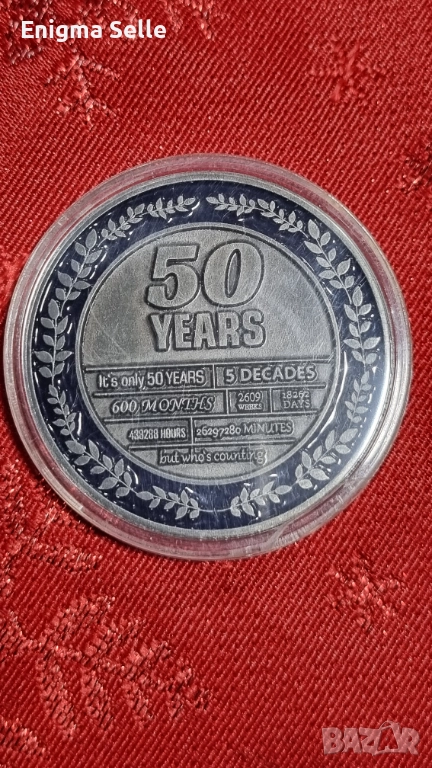 Enigma Selle
50
YEARS
It's only 50 YEARS 5 DECADES
600 MONTHS 2609 WEEKS 18262 DAYS
438288 HOURS 26297280 MINUTES
but who's counting
BAZAR